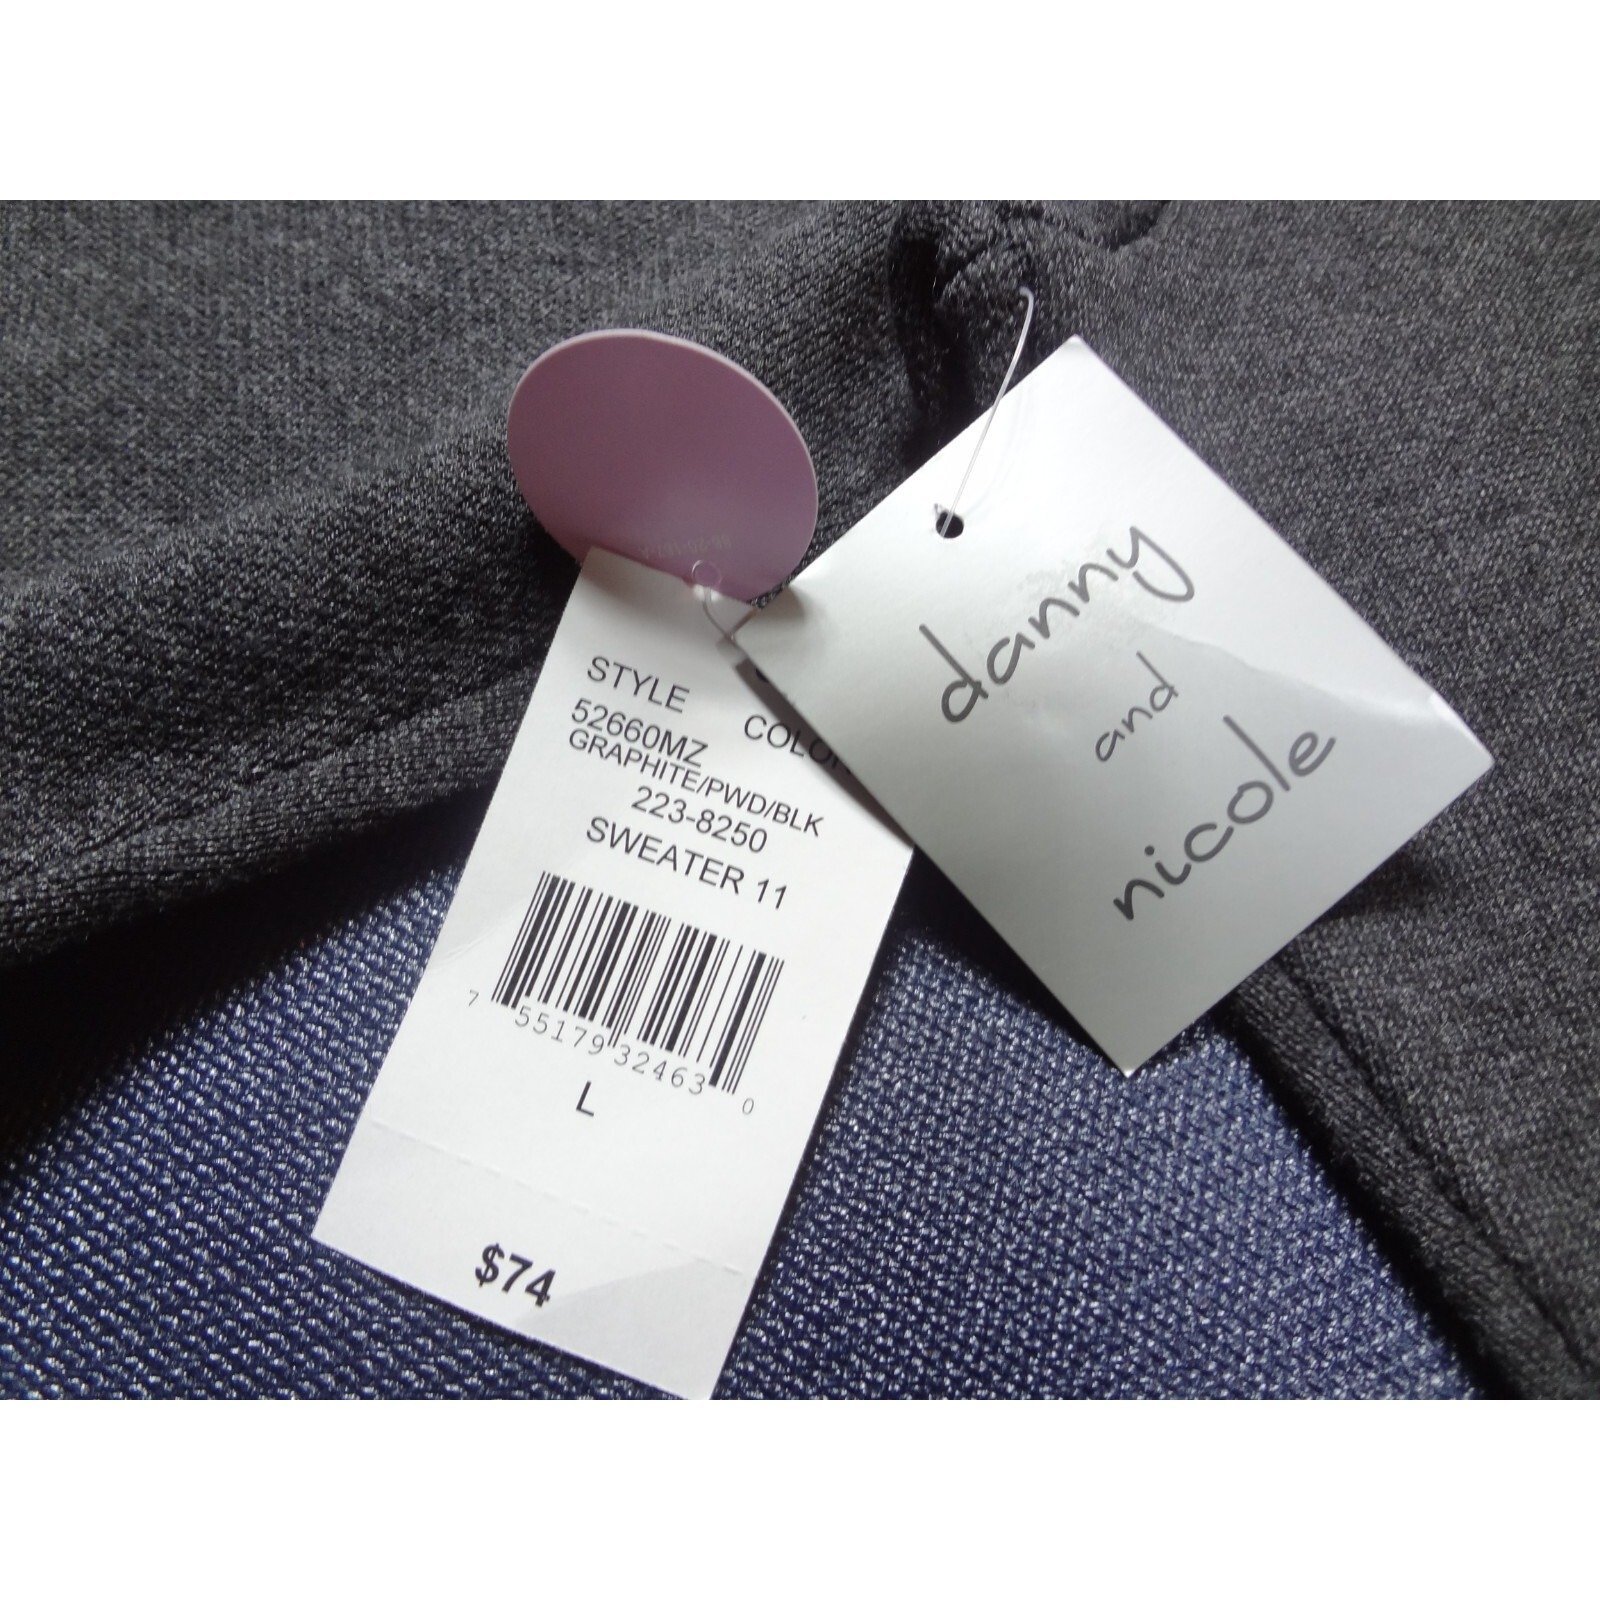 STYLE COLOR
52660MZ
GRAPHITE/PWD/BLK
223-8250
SWEATER 11
7 55179 32463 0
L
$74
danny
and
nicole